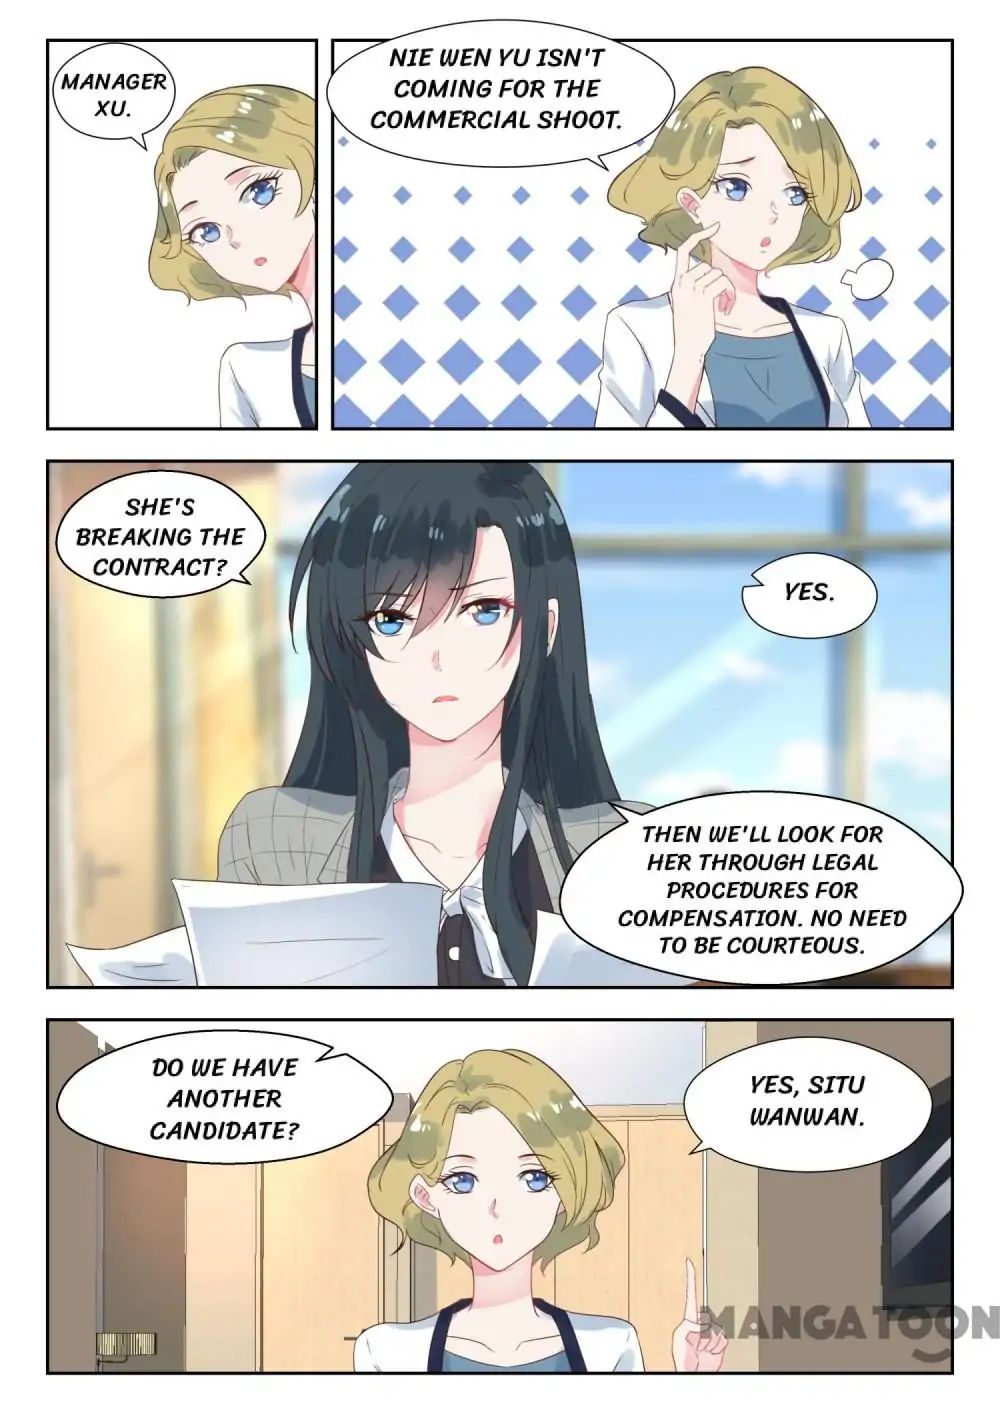 MANAGER
XU.
NIE WEN YU ISN'T
COMING FOR THE
COMMERCIAL SHOOT.
SHE'S
BREAKING THE
CONTRACT?
YES.
THEN WE'LL LOOK FOR
HER THROUGH LEGAL
PROCEDURES FOR
COMPENSATION. NO NEED
TO BE COURTEOUS.
DO WE HAVE
ANOTHER
CANDIDATE?
YES, SITU
WANWAN.
MANGATOON